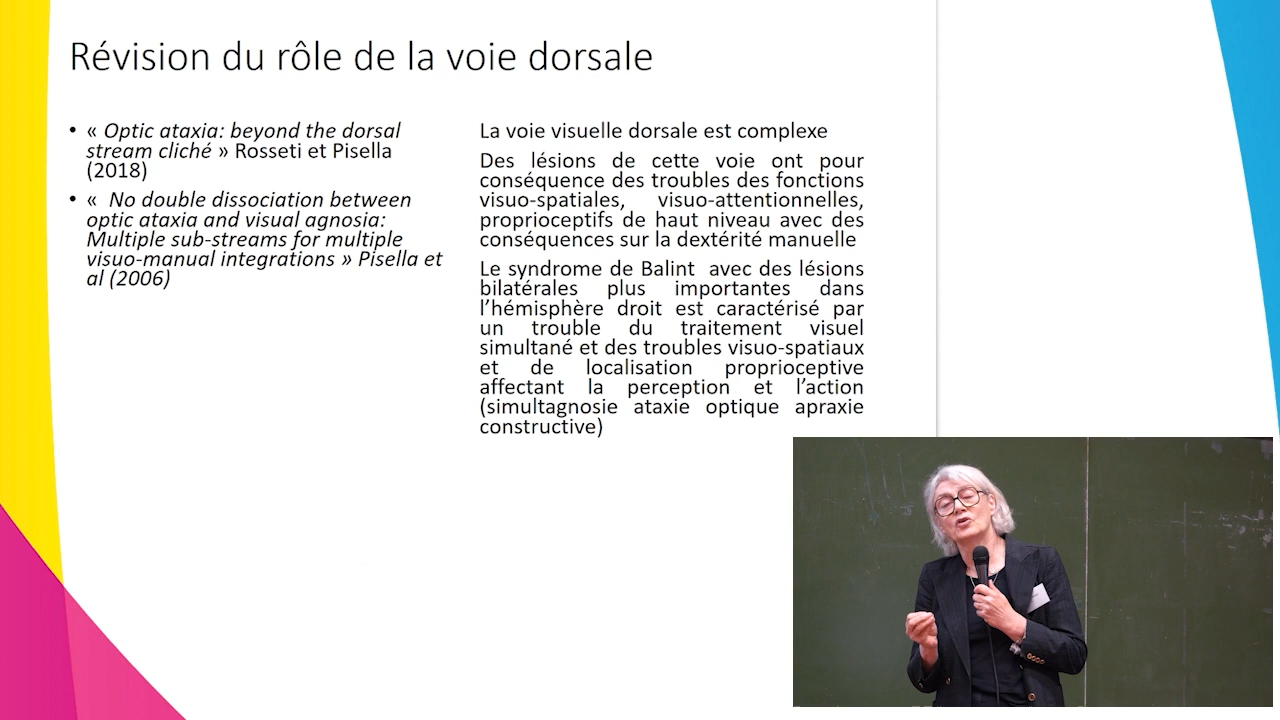 Révision du rôle de la voie dorsale
• « Optic ataxia: beyond the dorsal
stream cliché » Rosseti et Pisella
(2018)
• «  No double dissociation between
optic ataxia and visual agnosia:
Multiple sub-streams for multiple
visuo-manual integrations » Pisella et
al (2006)
La voie visuelle dorsale est complexe
Des lésions de cette voie ont pour
conséquence des troubles des fonctions
visuo-spatiales, visuo-attentionnelles,
proprioceptifs de haut niveau avec des
conséquences sur la dextérité manuelle
Le syndrome de Balint avec des lésions
bilatérales plus importantes dans
l’hémisphère droit est caractérisé par
un trouble du traitement visuel
simultané et des troubles visuo-spatiaux
et de localisation proprioceptive
affectant la perception et l’action
(simultagnosie ataxie optique apraxie
constructive)